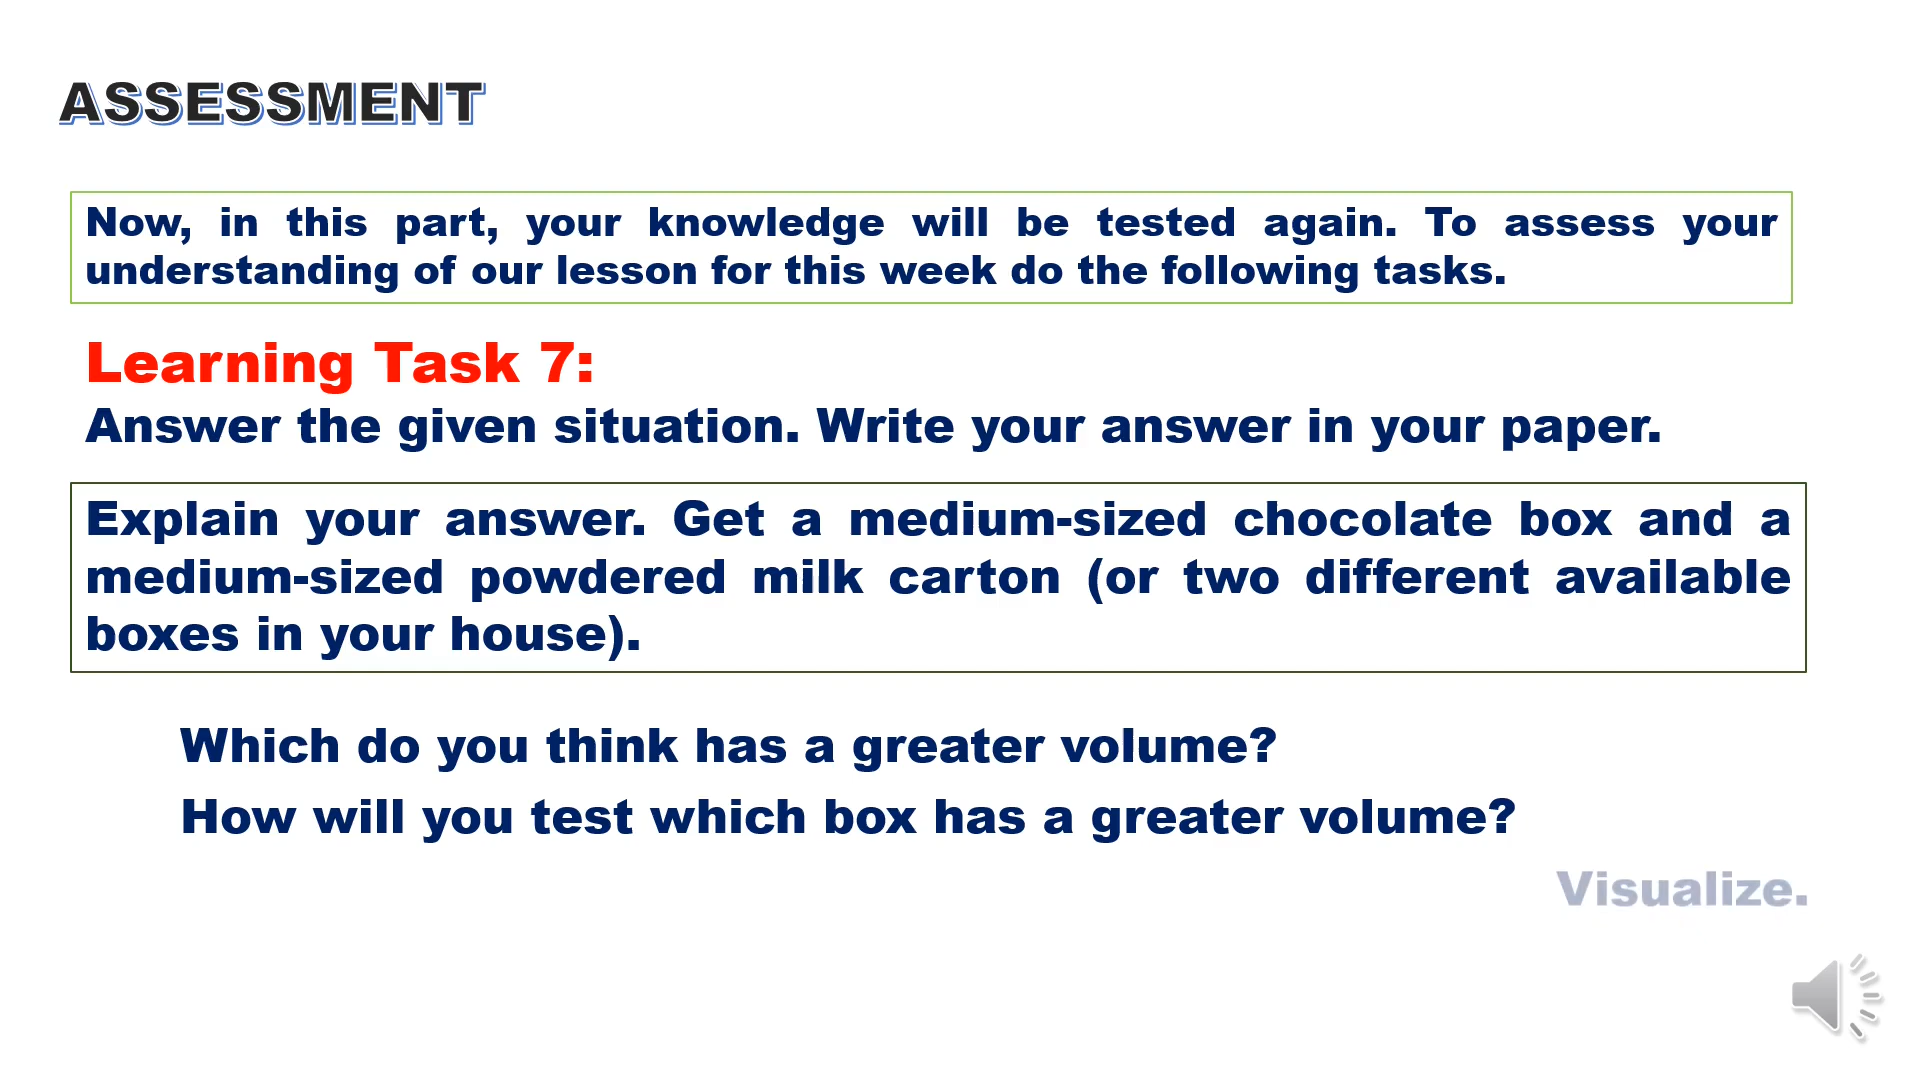 ASSESSMENT
Now, in this part, your knowledge will be tested again. To assess your
understanding of our lesson for this week do the following tasks.
Learning Task 7:
Answer the given situation. Write your answer in your paper.
Explain your answer. Get a medium-sized chocolate box and a
medium-sized powdered milk carton (or two different available
boxes in your house).
Which do you think has a greater volume?
How will you test which box has a greater volume?
Visualize.